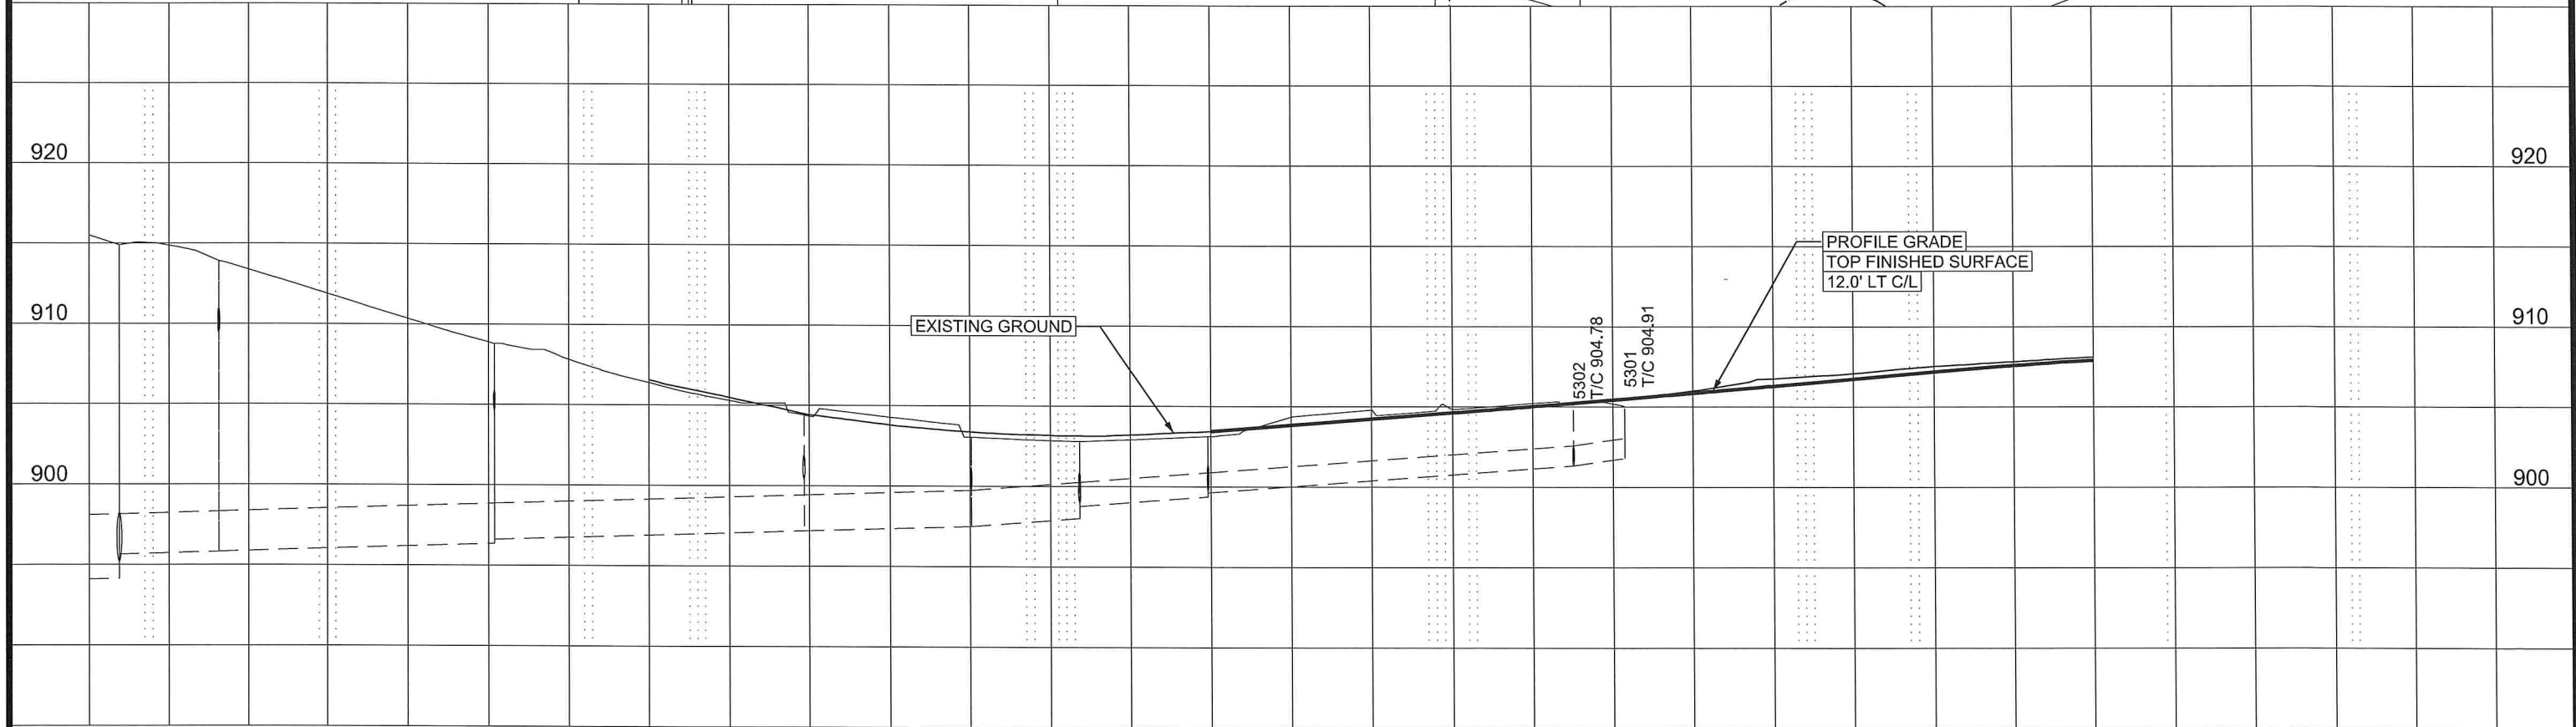 920
920
PROFILE GRADE
TOP FINISHED SURFACE
12.0' LT C/L
910
910
EXISTING GROUND
5302
T/C 904.78
5301
T/C 904.91
900
900